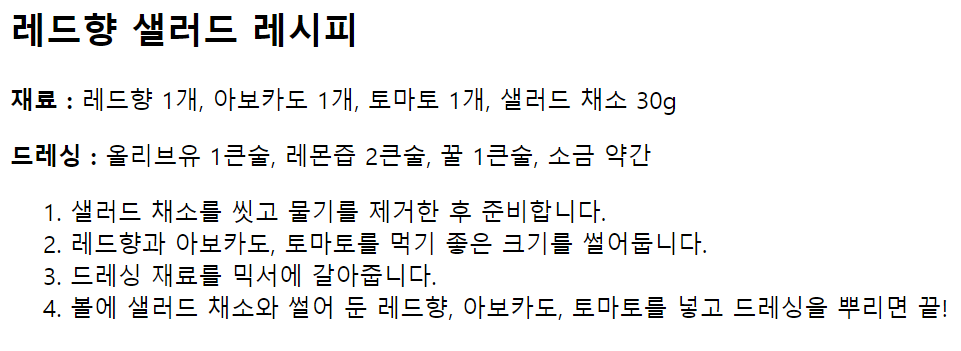 레드향 샐러드 레시피
재료 : 레드향 1개, 아보카도 1개, 토마토 1개, 샐러드 채소 30g
드레싱 : 올리브유 1큰술, 레몬즙 2큰술, 꿀 1큰술, 소금 약간
1. 샐러드 채소를 씻고 물기를 제거한 후 준비합니다.
2. 레드향과 아보카도, 토마토를 먹기 좋은 크기를 썰어둡니다.
3. 드레싱 재료를 믹서에 갈아줍니다.
4. 볼에 샐러드 채소와 썰어 둔 레드향, 아보카도, 토마토를 넣고 드레싱을 뿌리면 끝!